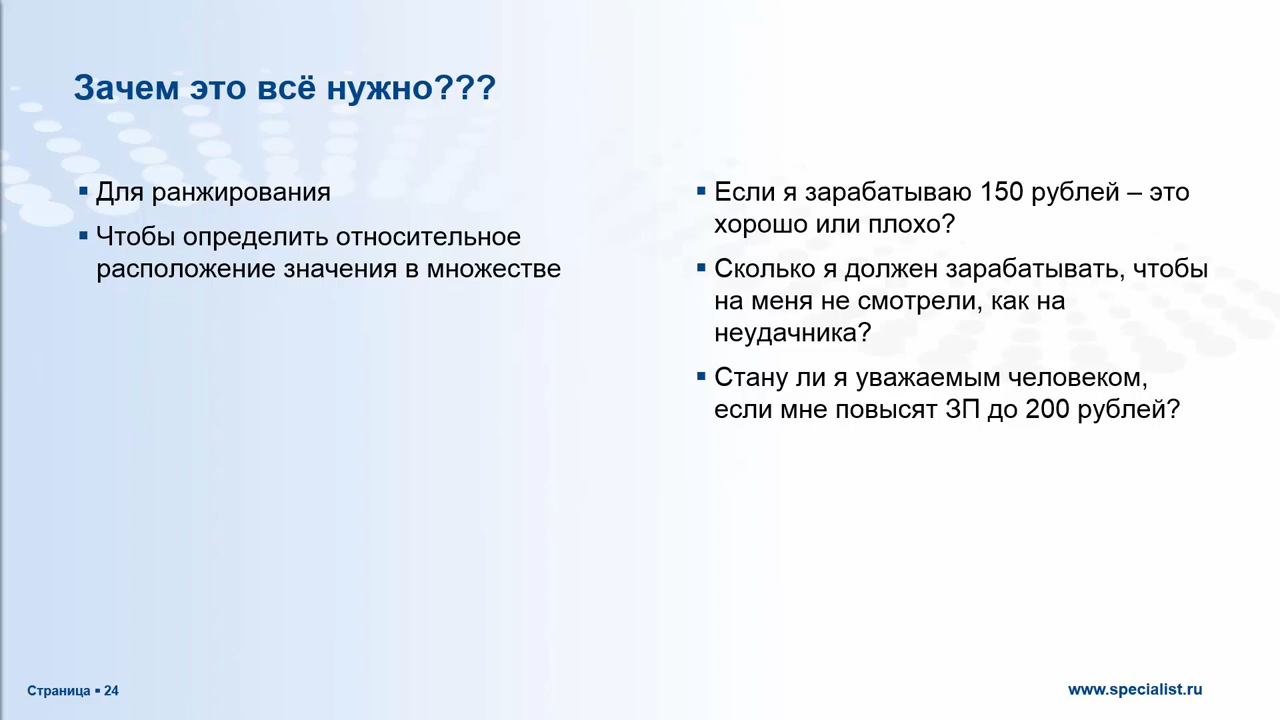 Зачем это всё нужно???
▪ Для ранжирования
▪ Чтобы определить относительное
расположение значения в множестве
▪ Если я зарабатываю 150 рублей – это
хорошо или плохо?
▪ Сколько я должен зарабатывать, чтобы
на меня не смотрели, как на
неудачника?
▪ Стану ли я уважаемым человеком,
если мне повысят ЗП до 200 рублей?
Страница ▪ 24
www.specialist.ru